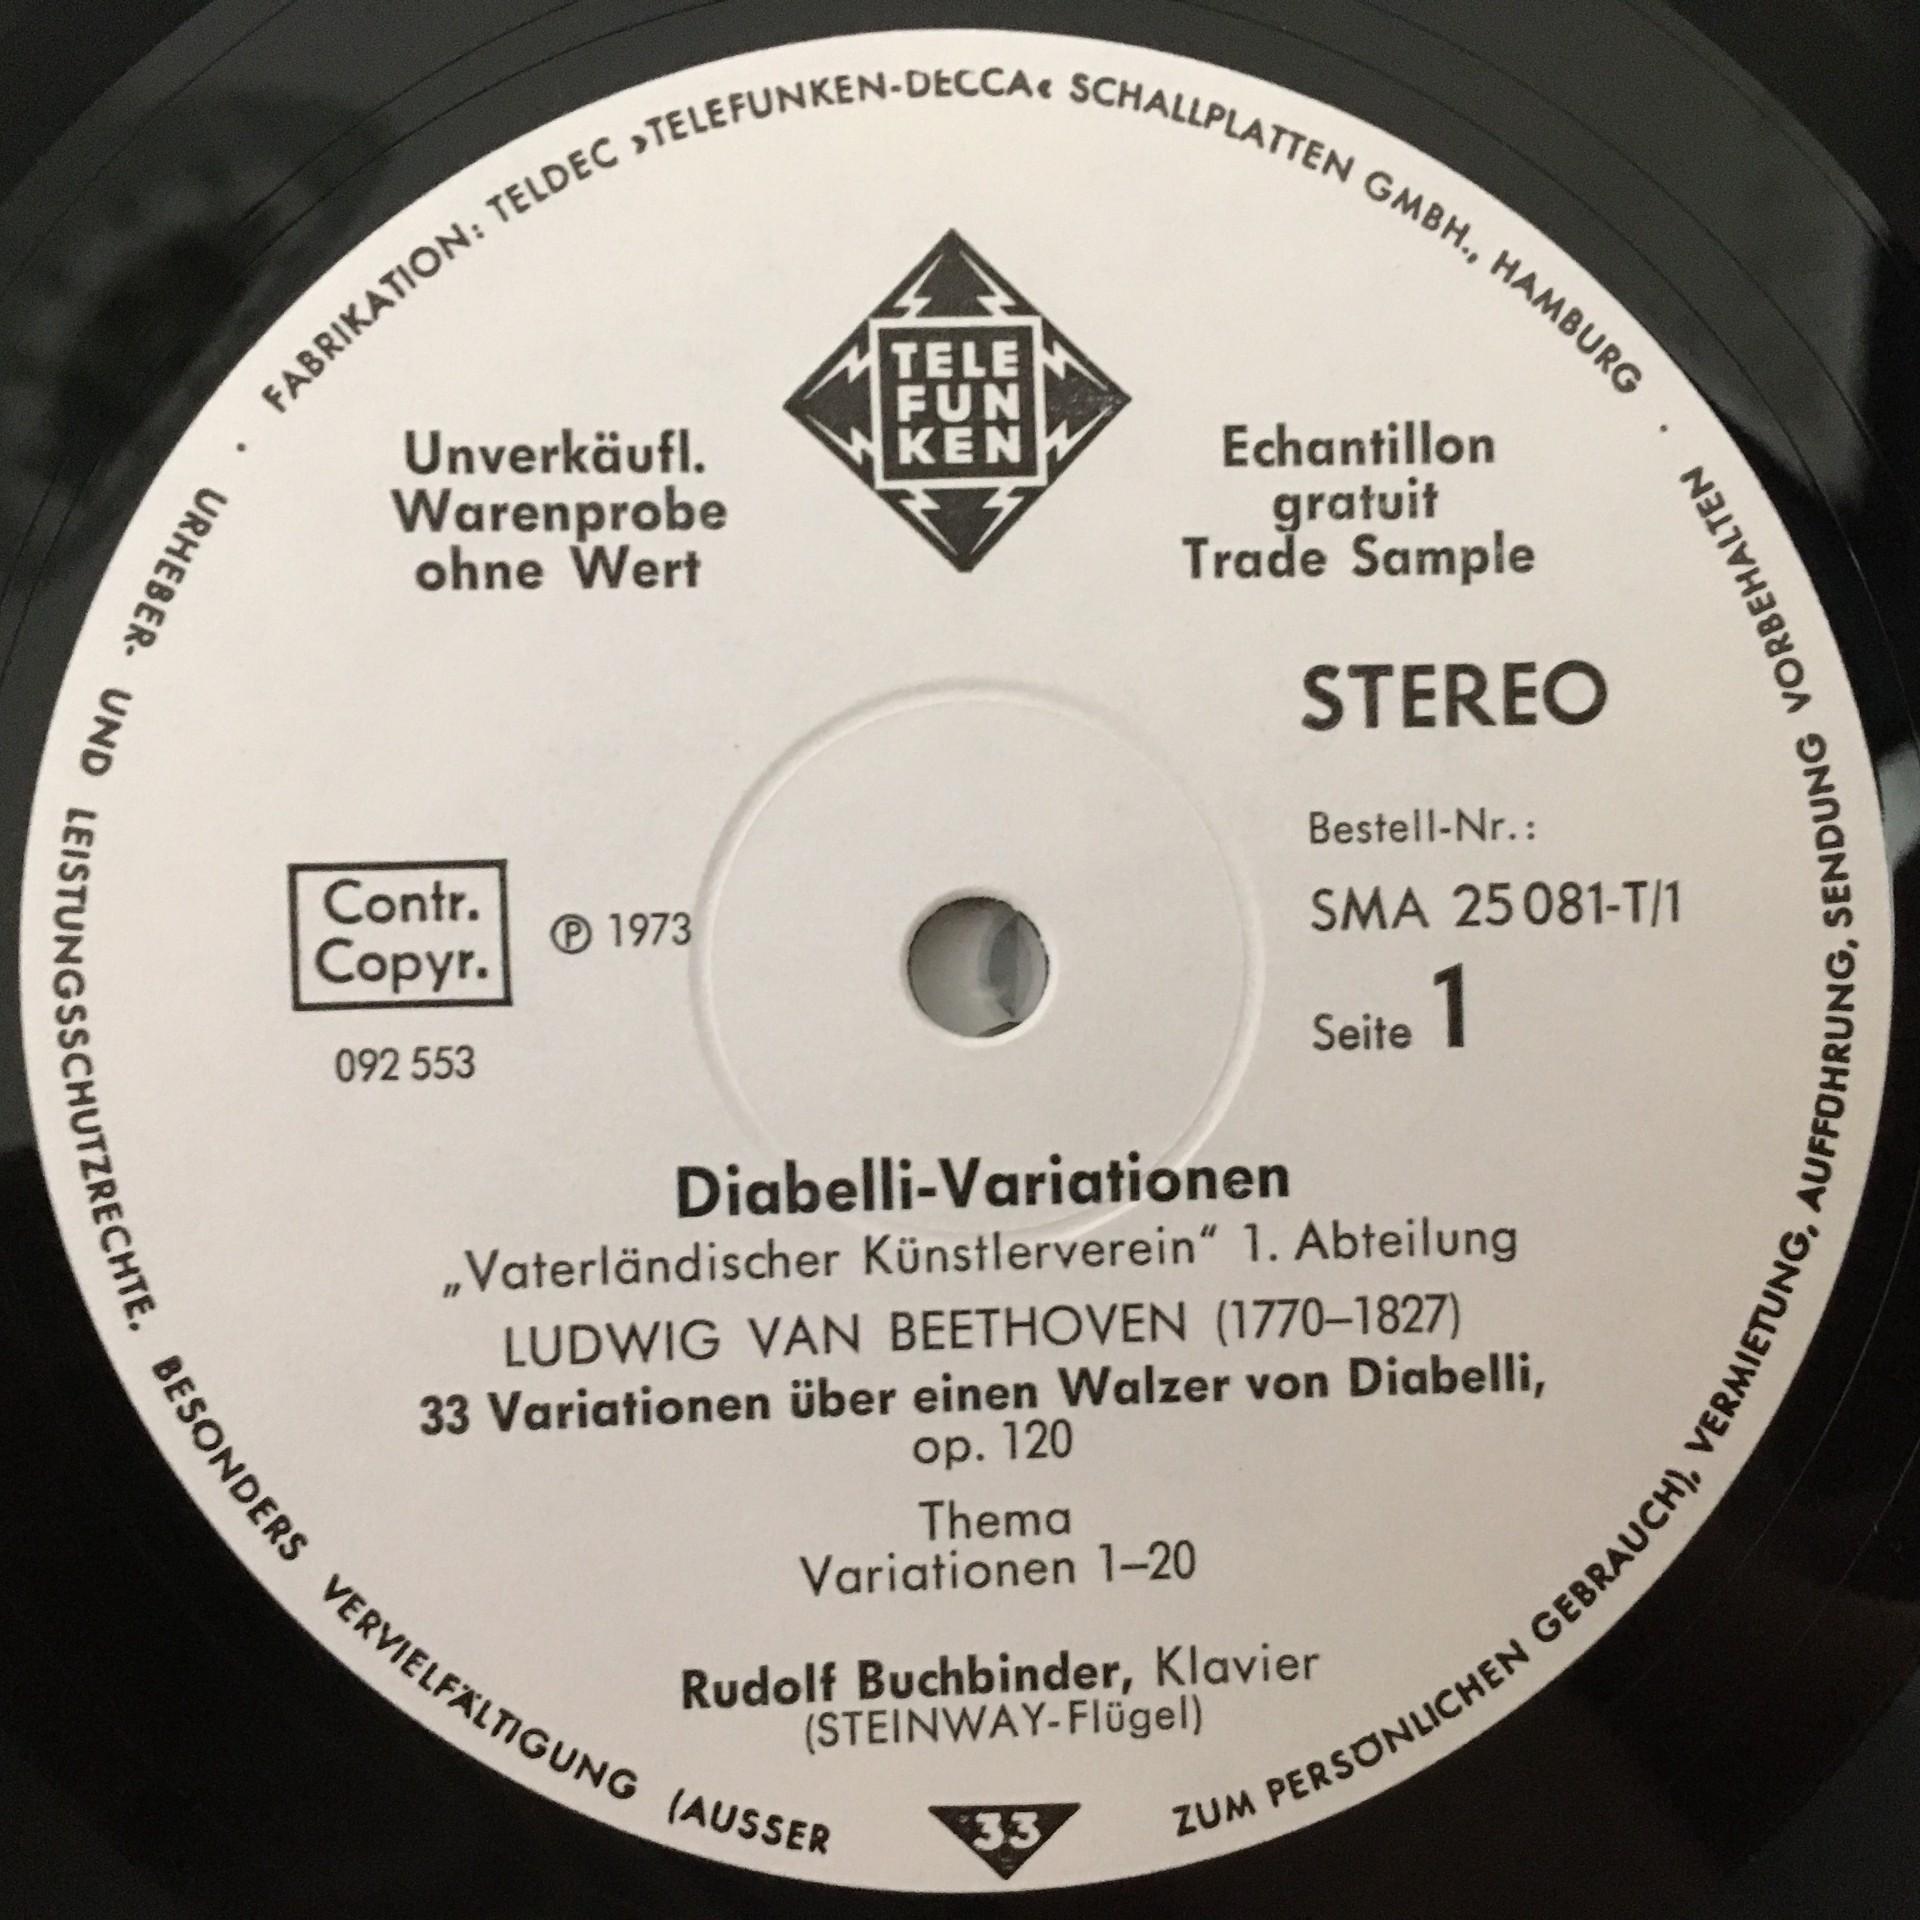 FABRIKATION: TELDEC »TELEFUNKEN-DECCA« SCHALLPLATTEN GMBH., HAMBURG ·
URHEBER- UND LEISTUNGSSCHUTZRECHTE. BESONDERS VERVIELFÄLTIGUNG (AUSSER ZUM PERSÖNLICHEN GEBRAUCH), VERMIETUNG, AUFFÜHRUNG, SENDUNG VORBEHALTEN ·
TELE
FUN
KEN
Unverkäufl.
Warenprobe
ohne Wert
Echantillon
gratuit
Trade Sample
STEREO
Bestell-Nr.:
SMA 25 081-T/1
Seite 1
Contr.
Copyr.
℗ 1973
092 553
Diabelli-Variationen
„Vaterländischer Künstlerverein“ 1. Abteilung
LUDWIG VAN BEETHOVEN (1770–1827)
33 Variationen über einen Walzer von Diabelli,
op. 120
Thema
Variationen 1–20
Rudolf Buchbinder, Klavier
(STEINWAY-Flügel)
33